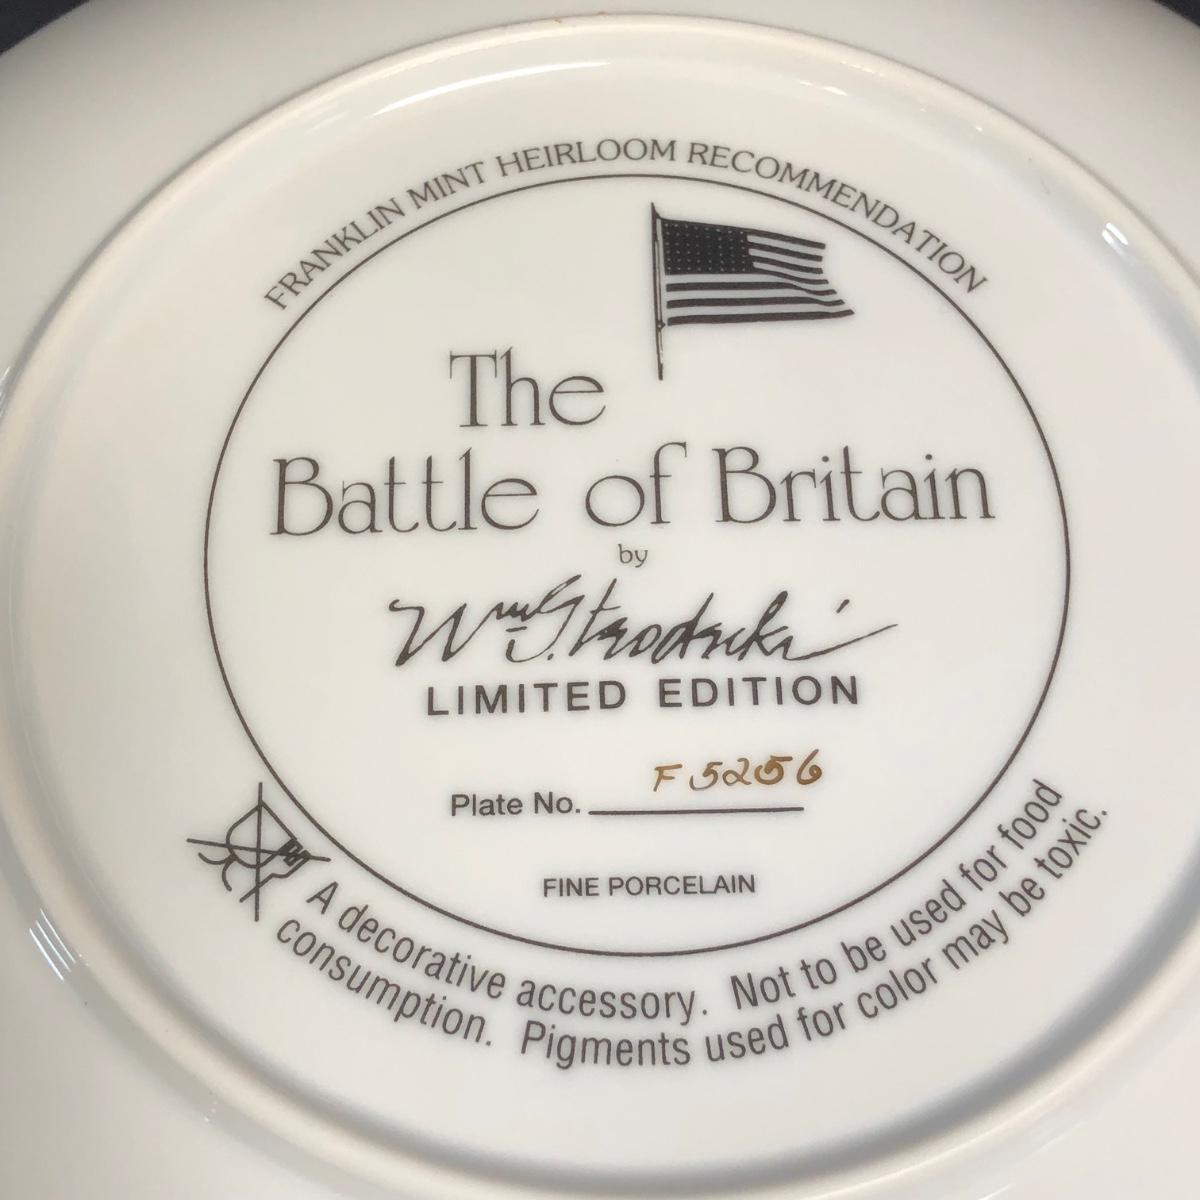 FRANKLIN MINT HEIRLOOM RECOMMENDATION
The
Battle of Britain
by
Wm S.
LIMITED EDITION
Plate No. F5256
FINE PORCELAIN
A decorative accessory. Not to be used for food
consumption. Pigments used for color may be toxic.